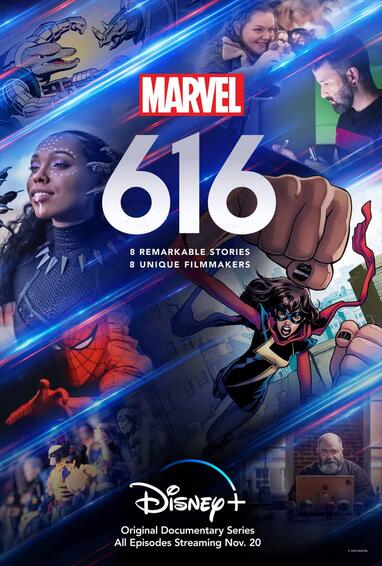 MARVEL
616
8 REMARKABLE STORIES
8 UNIQUE FILMMAKERS
Disney+
Original Documentary Series
All Episodes Streaming Nov. 20